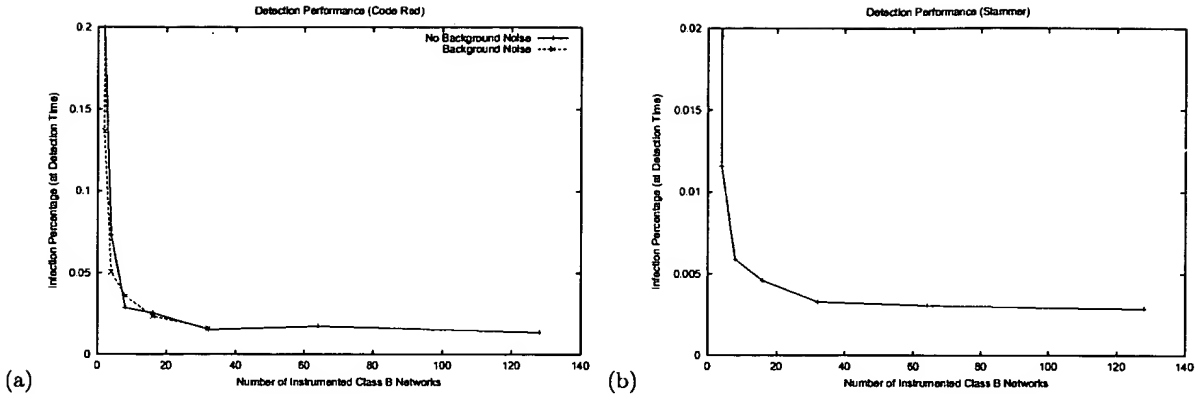 Detection Performance (Code Red)
No Background Noise
Background Noise
0.2
0.15
0.1
0.05
0
Infection Percentage (at Detection Time)
0 20 40 60 80 100 120 140
Number of Instrumented Class B Networks
(a)
Detection Performance (Slammer)
0.02
0.015
0.01
0.005
0
Infection Percentage (at Detection Time)
0 20 40 60 80 100 120 140
Number of Instrumented Class B Networks
(b)